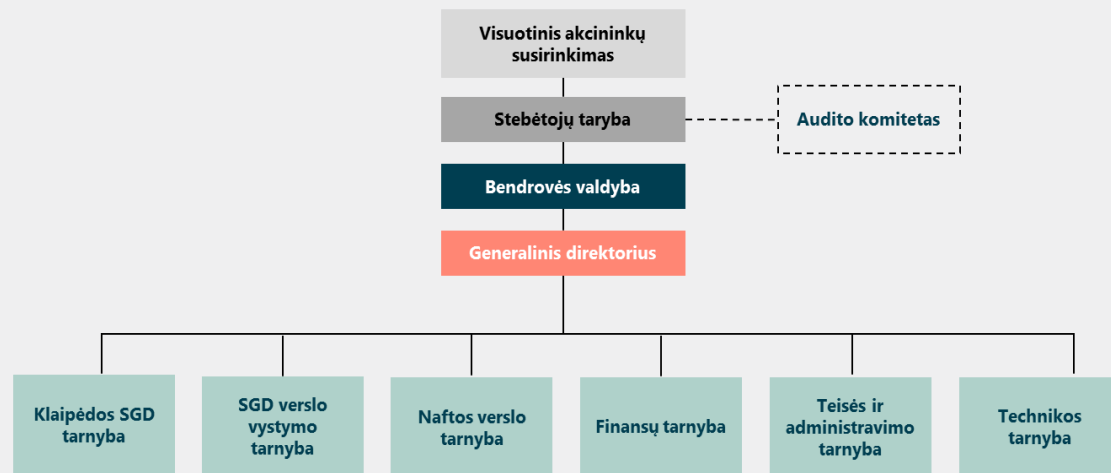 Visuotinis akcininkų
susirinkimas
Stebėtojų taryba
Audito komitetas
Bendrovės valdyba
Generalinis direktorius
Klaipėdos SGD
tarnyba
SGD verslo
vystymo
tarnyba
Naftos verslo
tarnyba
Finansų tarnyba
Teisės ir
administravimo
tarnyba
Technikos
tarnyba